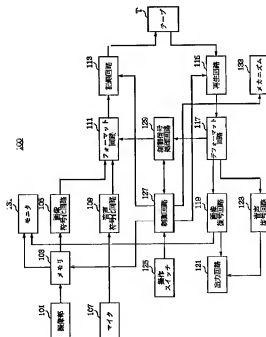 100
T
テープ
113
記録回路
115
再生回路
133
メカニズム
111
フォーマット
回路
129
117
デフォーマット
回路
131
モニタ
105
画像
符号化回路
109
音声
符号化回路
127
制御回路
119
画像
復号回路
123
音声
復号回路
103
メモリ
125
操作
スイッチ
121
出力回路
101
撮像部
107
マイク